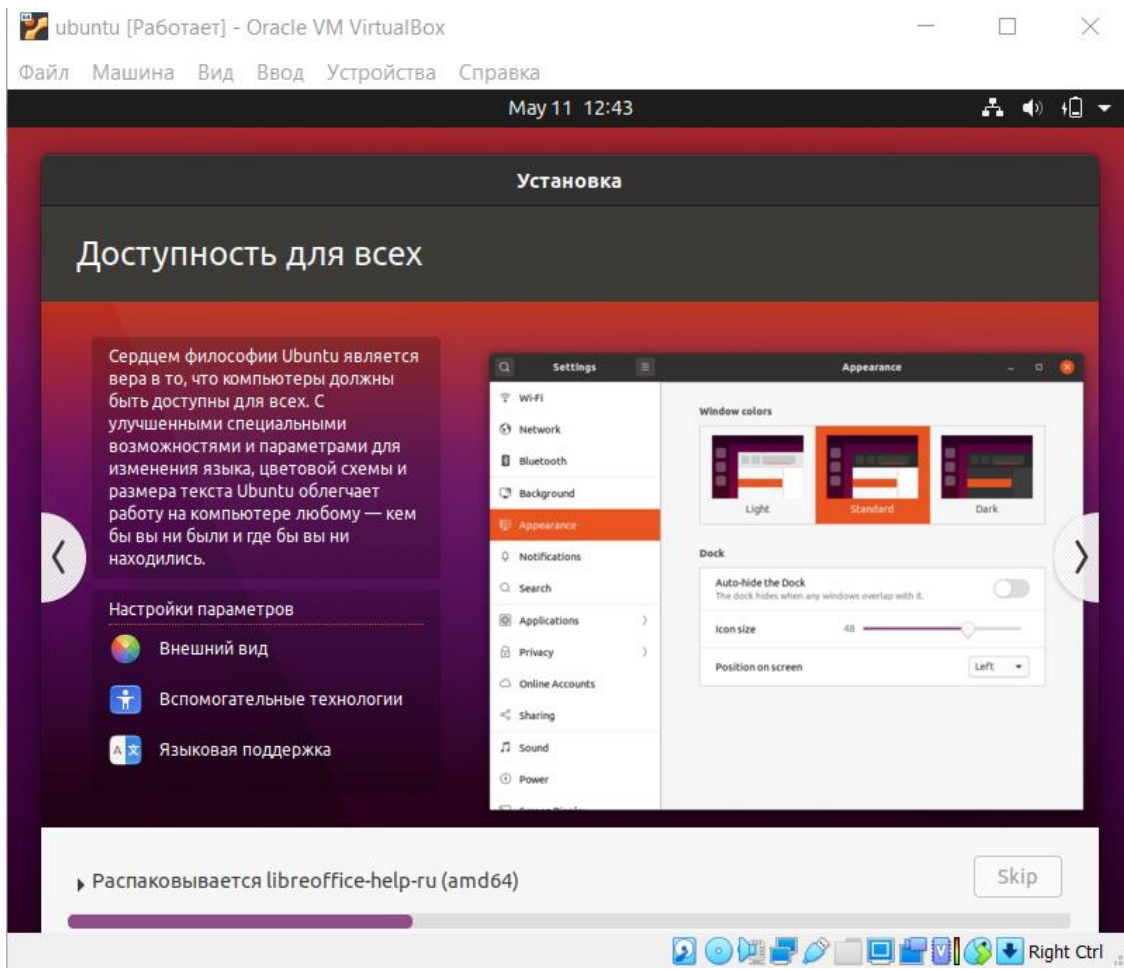 ubuntu [Работает] - Oracle VM VirtualBox
Файл Машина Вид Ввод Устройства Справка
May 11 12:43
Установка
Доступность для всех
Сердцем философии Ubuntu является
вера в то, что компьютеры должны
быть доступны для всех. С
улучшенными специальными
возможностями и параметрами для
изменения языка, цветовой схемы и
размера текста Ubuntu облегчает
работу на компьютере любому — кем
бы вы ни были и где бы вы ни
находились.
Настройки параметров
Внешний вид
Вспомогательные технологии
Языковая поддержка
Settings
Wi-Fi
Network
Bluetooth
Background
Appearance
Notifications
Search
Applications
Privacy
Online Accounts
Sharing
Sound
Power
Appearance
Window colors
Light
Standard
Dark
Dock
Auto-hide the Dock
The dock hides when any windows overlap with it.
Icon size 48
Position on screen Left
Распаковывается libreoffice-help-ru (amd64)
Skip
Right Ctrl